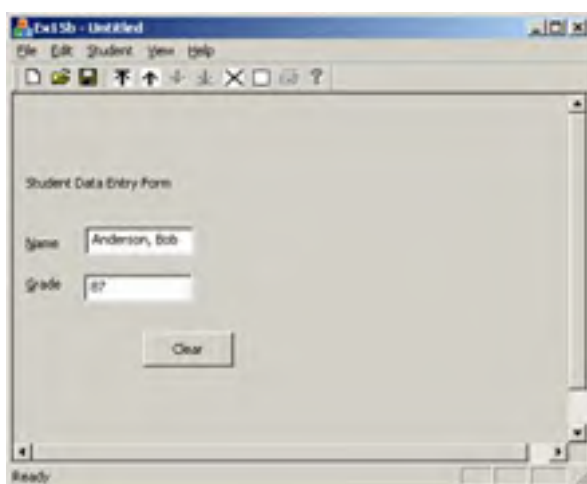 Ex15b - Untitled
File Edit Student View Help
Student Data Entry Form
Name Anderson, Bob
Grade 87
Clear
Ready